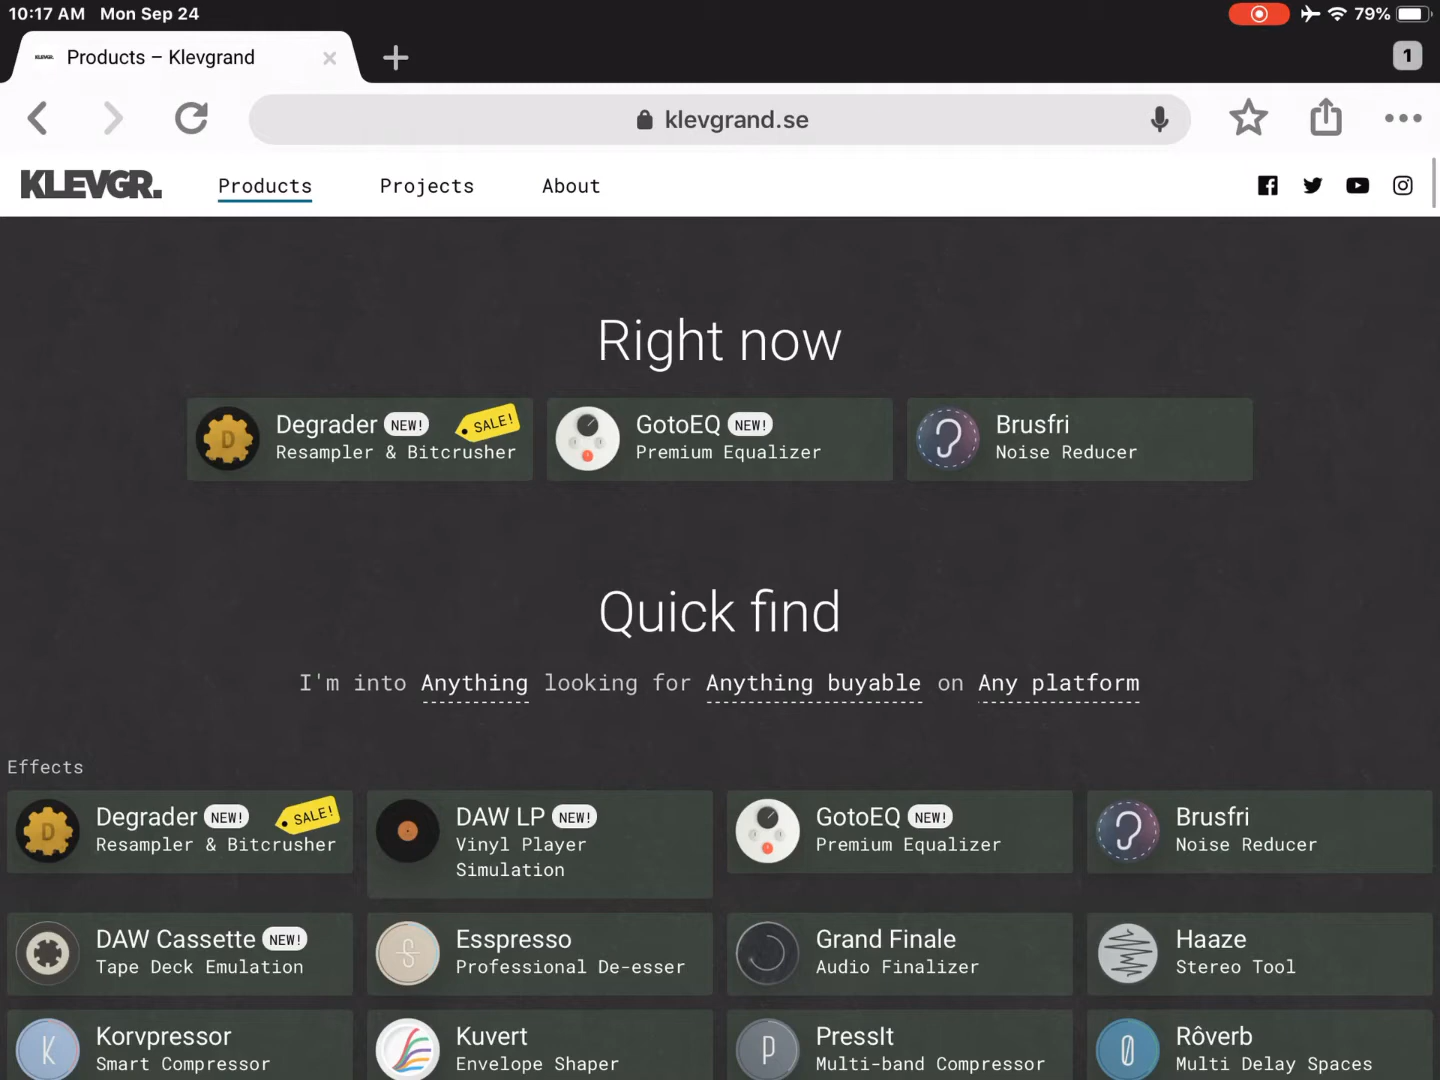 10:17 AM Mon Sep 24
79%
KLEVGR. Products – Klevgrand
1
klevgrand.se
KLEVGR. Products Projects About
Right now
Degrader NEW! SALE!
Resampler & Bitcrusher
GotoEQ NEW!
Premium Equalizer
Brusfri
Noise Reducer
Quick find
I'm into Anything looking for Anything buyable on Any platform
Effects
D
Degrader NEW! SALE!
Resampler & Bitcrusher
DAW LP NEW!
Vinyl Player
Simulation
GotoEQ NEW!
Premium Equalizer
Brusfri
Noise Reducer
DAW Cassette NEW!
Tape Deck Emulation
Esspresso
Professional De-esser
Grand Finale
Audio Finalizer
Haaze
Stereo Tool
K
Korvpressor
Smart Compressor
Kuvert
Envelope Shaper
P
PressIt
Multi-band Compressor
Rôverb
Multi Delay Spaces